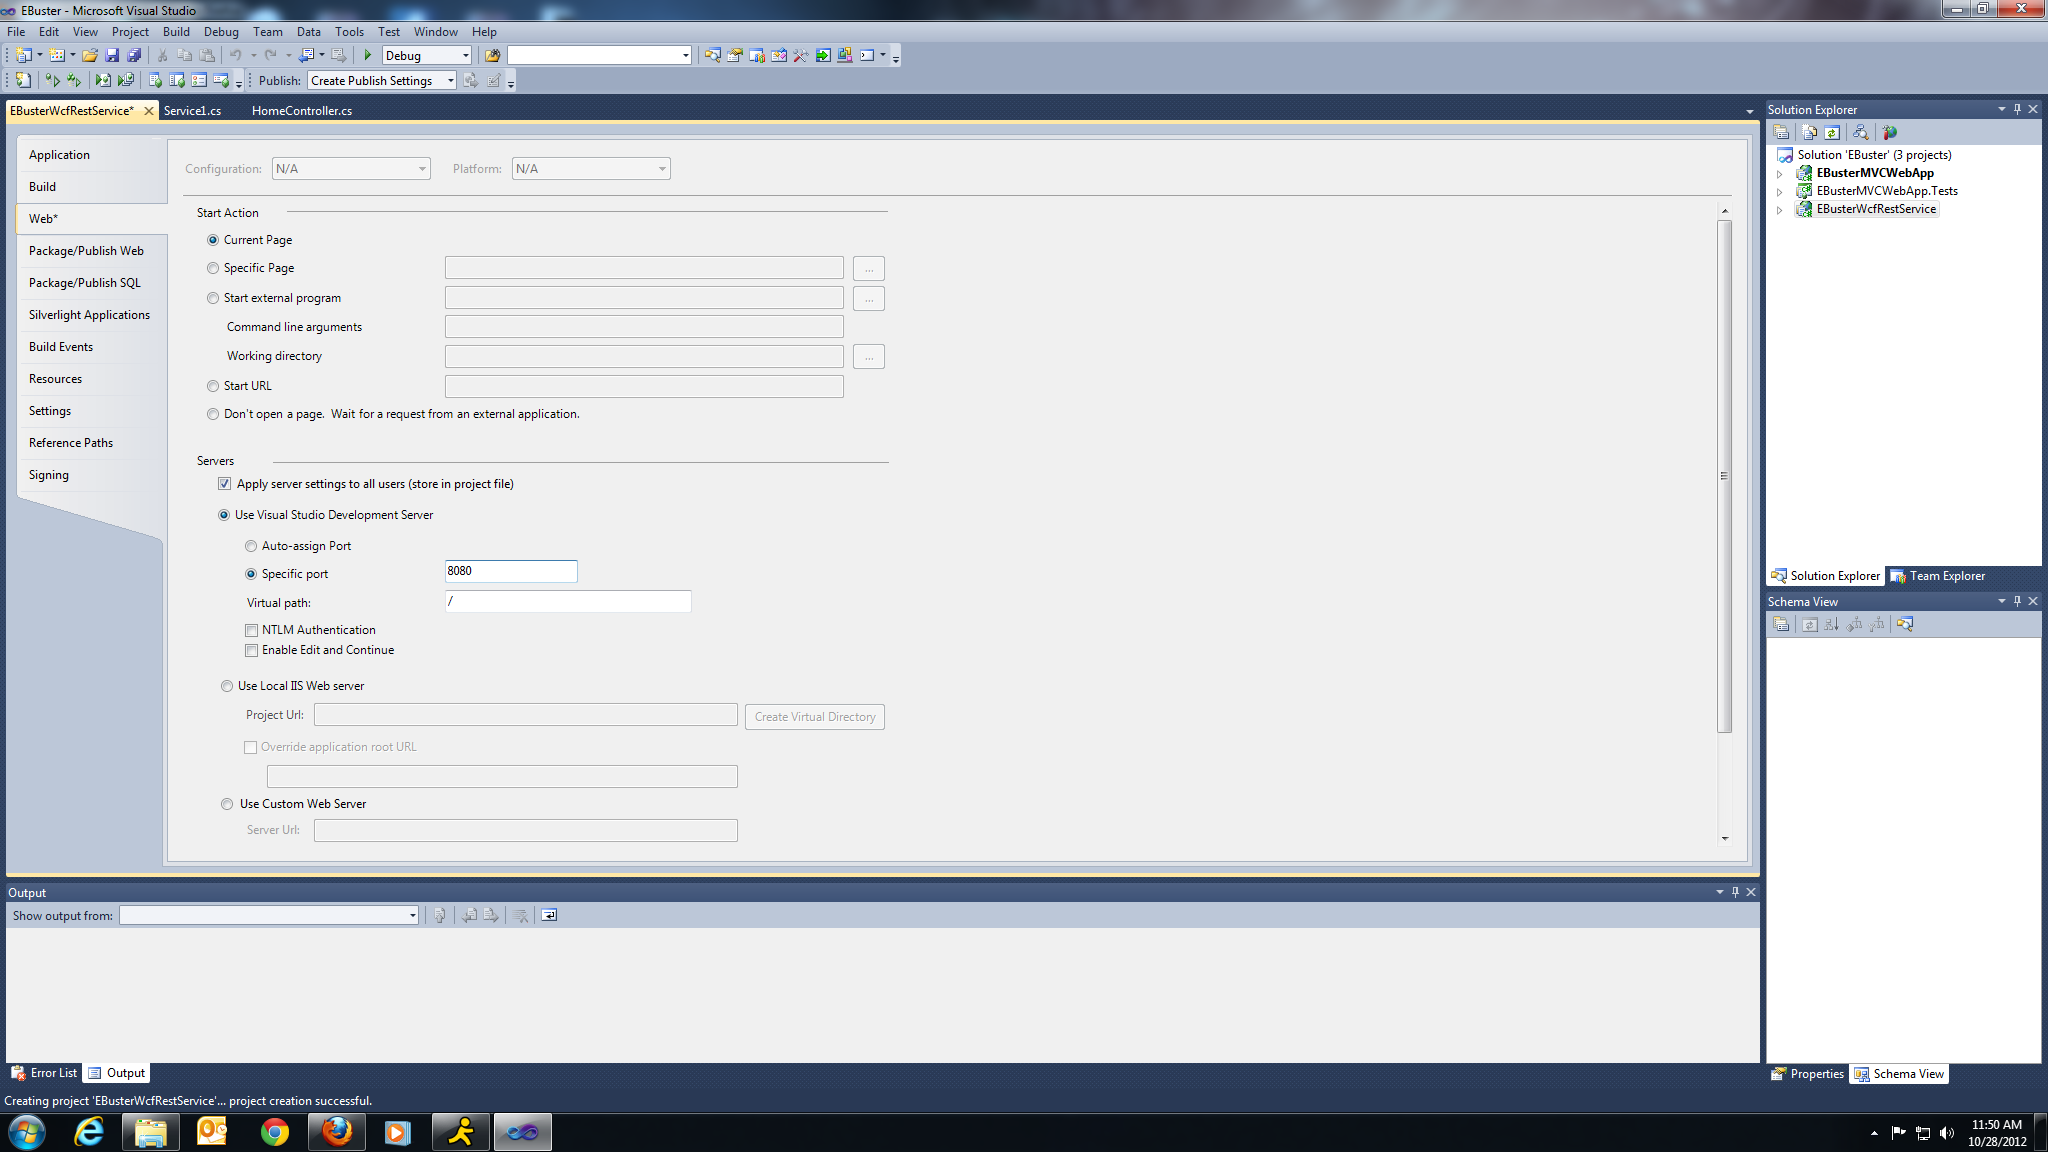 EBuster - Microsoft Visual Studio
File Edit View Project Build Debug Team Data Tools Test Window Help
Debug
Publish: Create Publish Settings
EBusterWcfRestService* Service1.cs HomeController.cs
Application
Build
Web*
Package/Publish Web
Package/Publish SQL
Silverlight Applications
Build Events
Resources
Settings
Reference Paths
Signing
Configuration: N/A Platform: N/A
Start Action
Current Page
Specific Page ...
Start external program ...
Command line arguments
Working directory ...
Start URL
Don't open a page. Wait for a request from an external application.
Servers
Apply server settings to all users (store in project file)
Use Visual Studio Development Server
Auto-assign Port
Specific port 8080
Virtual path: /
NTLM Authentication
Enable Edit and Continue
Use Local IIS Web server
Project Url: Create Virtual Directory
Override application root URL
Use Custom Web Server
Server Url:
Solution Explorer
Solution 'EBuster' (3 projects)
EBusterMVCWebApp
EBusterMVCWebApp.Tests
EBusterWcfRestService
Solution Explorer Team Explorer
Schema View
Properties Schema View
Output
Show output from:
Error List Output
Creating project 'EBusterWcfRestService'... project creation successful.
11:50 AM
10/28/2012